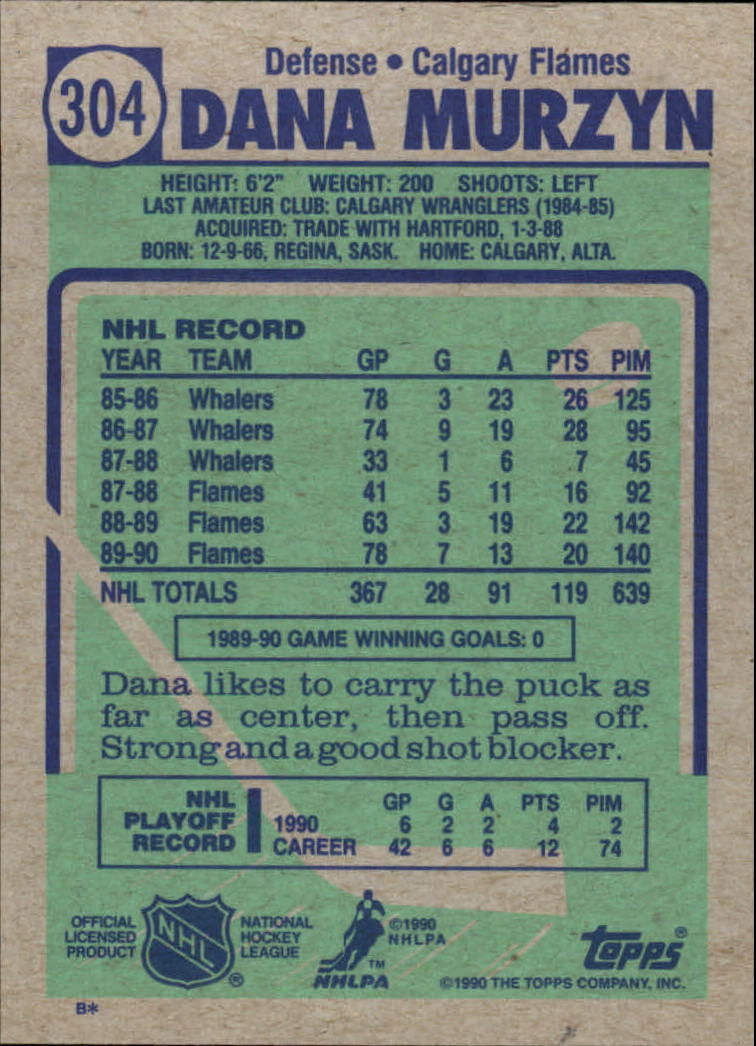 304
Defense • Calgary Flames
DANA MURZYN
HEIGHT: 6'2" WEIGHT: 200 SHOOTS: LEFT
LAST AMATEUR CLUB: CALGARY WRANGLERS (1984-85)
ACQUIRED: TRADE WITH HARTFORD, 1-3-88
BORN: 12-9-66, REGINA, SASK. HOME: CALGARY, ALTA.
NHL RECORD
YEAR TEAM GP G A PTS PIM
85-86 Whalers 78 3 23 26 125
86-87 Whalers 74 9 19 28 95
87-88 Whalers 33 1 6 7 45
87-88 Flames 41 5 11 16 92
88-89 Flames 63 3 19 22 142
89-90 Flames 78 7 13 20 140
NHL TOTALS 367 28 91 119 639
1989-90 GAME WINNING GOALS: 0
Dana likes to carry the puck as
far as center, then pass off.
Strong and a good shot blocker.
NHL PLAYOFF RECORD
GP G A PTS PIM
1990 6 2 2 4 2
CAREER 42 6 6 12 74
OFFICIAL
LICENSED
PRODUCT
NHL
®
NATIONAL
HOCKEY
LEAGUE
TM
NHLPA
©1990
NHLPA
topps®
©1990 THE TOPPS COMPANY, INC.
B*